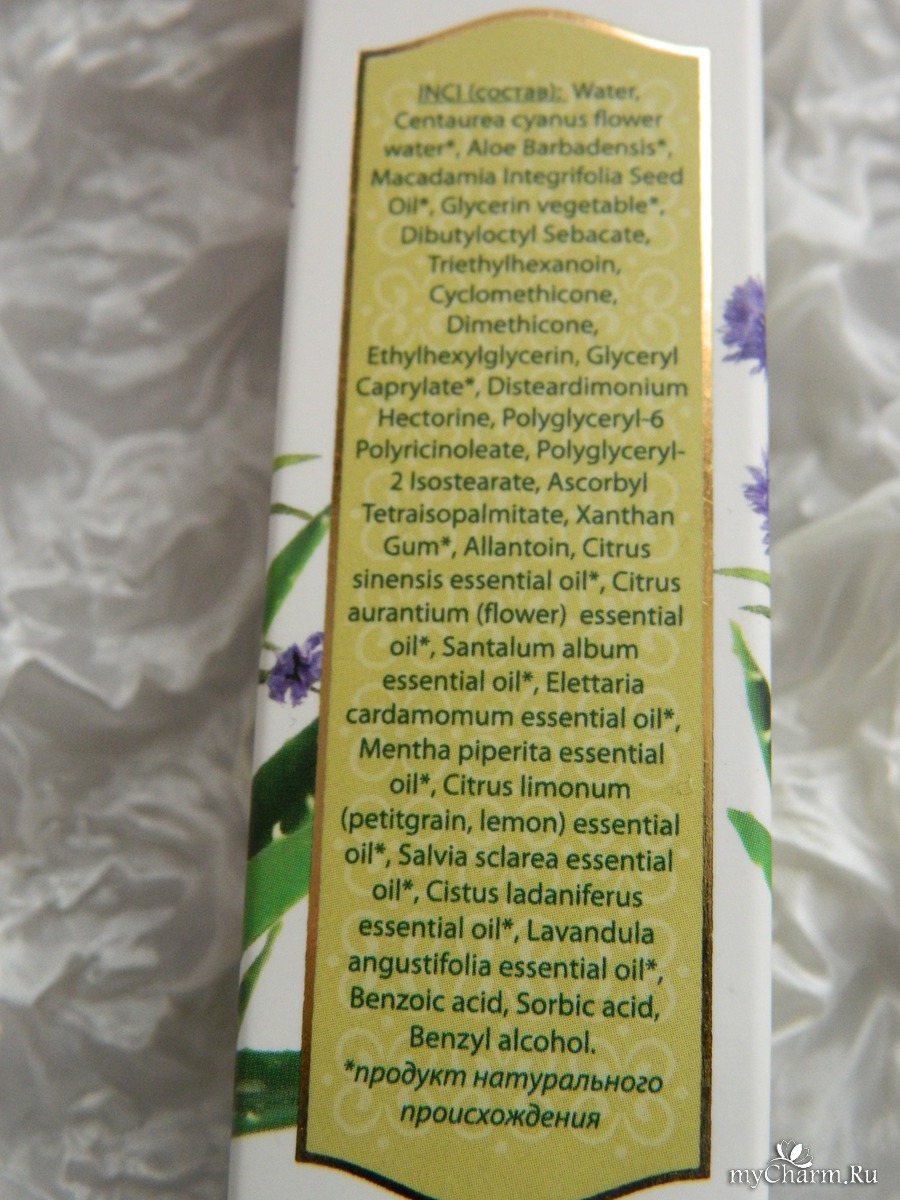 INCI (состав): Water,
Centaurea cyanus flower
water*, Aloe Barbadensis*,
Macadamia Integrifolia Seed
Oil*, Glycerin vegetable*,
Dibutyloctyl Sebacate,
Triethylhexanoin,
Cyclomethicone,
Dimethicone,
Ethylhexylglycerin, Glyceryl
Caprylate*, Disteardimonium
Hectorine, Polyglyceryl-6
Polyricinoleate, Polyglyceryl-
2 Isostearate, Ascorbyl
Tetraisopalmitate, Xanthan
Gum*, Allantoin, Citrus
sinensis essential oil*, Citrus
aurantium (flower) essential
oil*, Santalum album
essential oil*, Elettaria
cardamomum essential oil*,
Mentha piperita essential
oil*, Citrus limonum
(petitgrain, lemon) essential
oil*, Salvia sclarea essential
oil*, Cistus ladaniferus
essential oil*, Lavandula
angustifolia essential oil*,
Benzoic acid, Sorbic acid,
Benzyl alcohol.
*продукт натурального
происхождения
myCharm.Ru